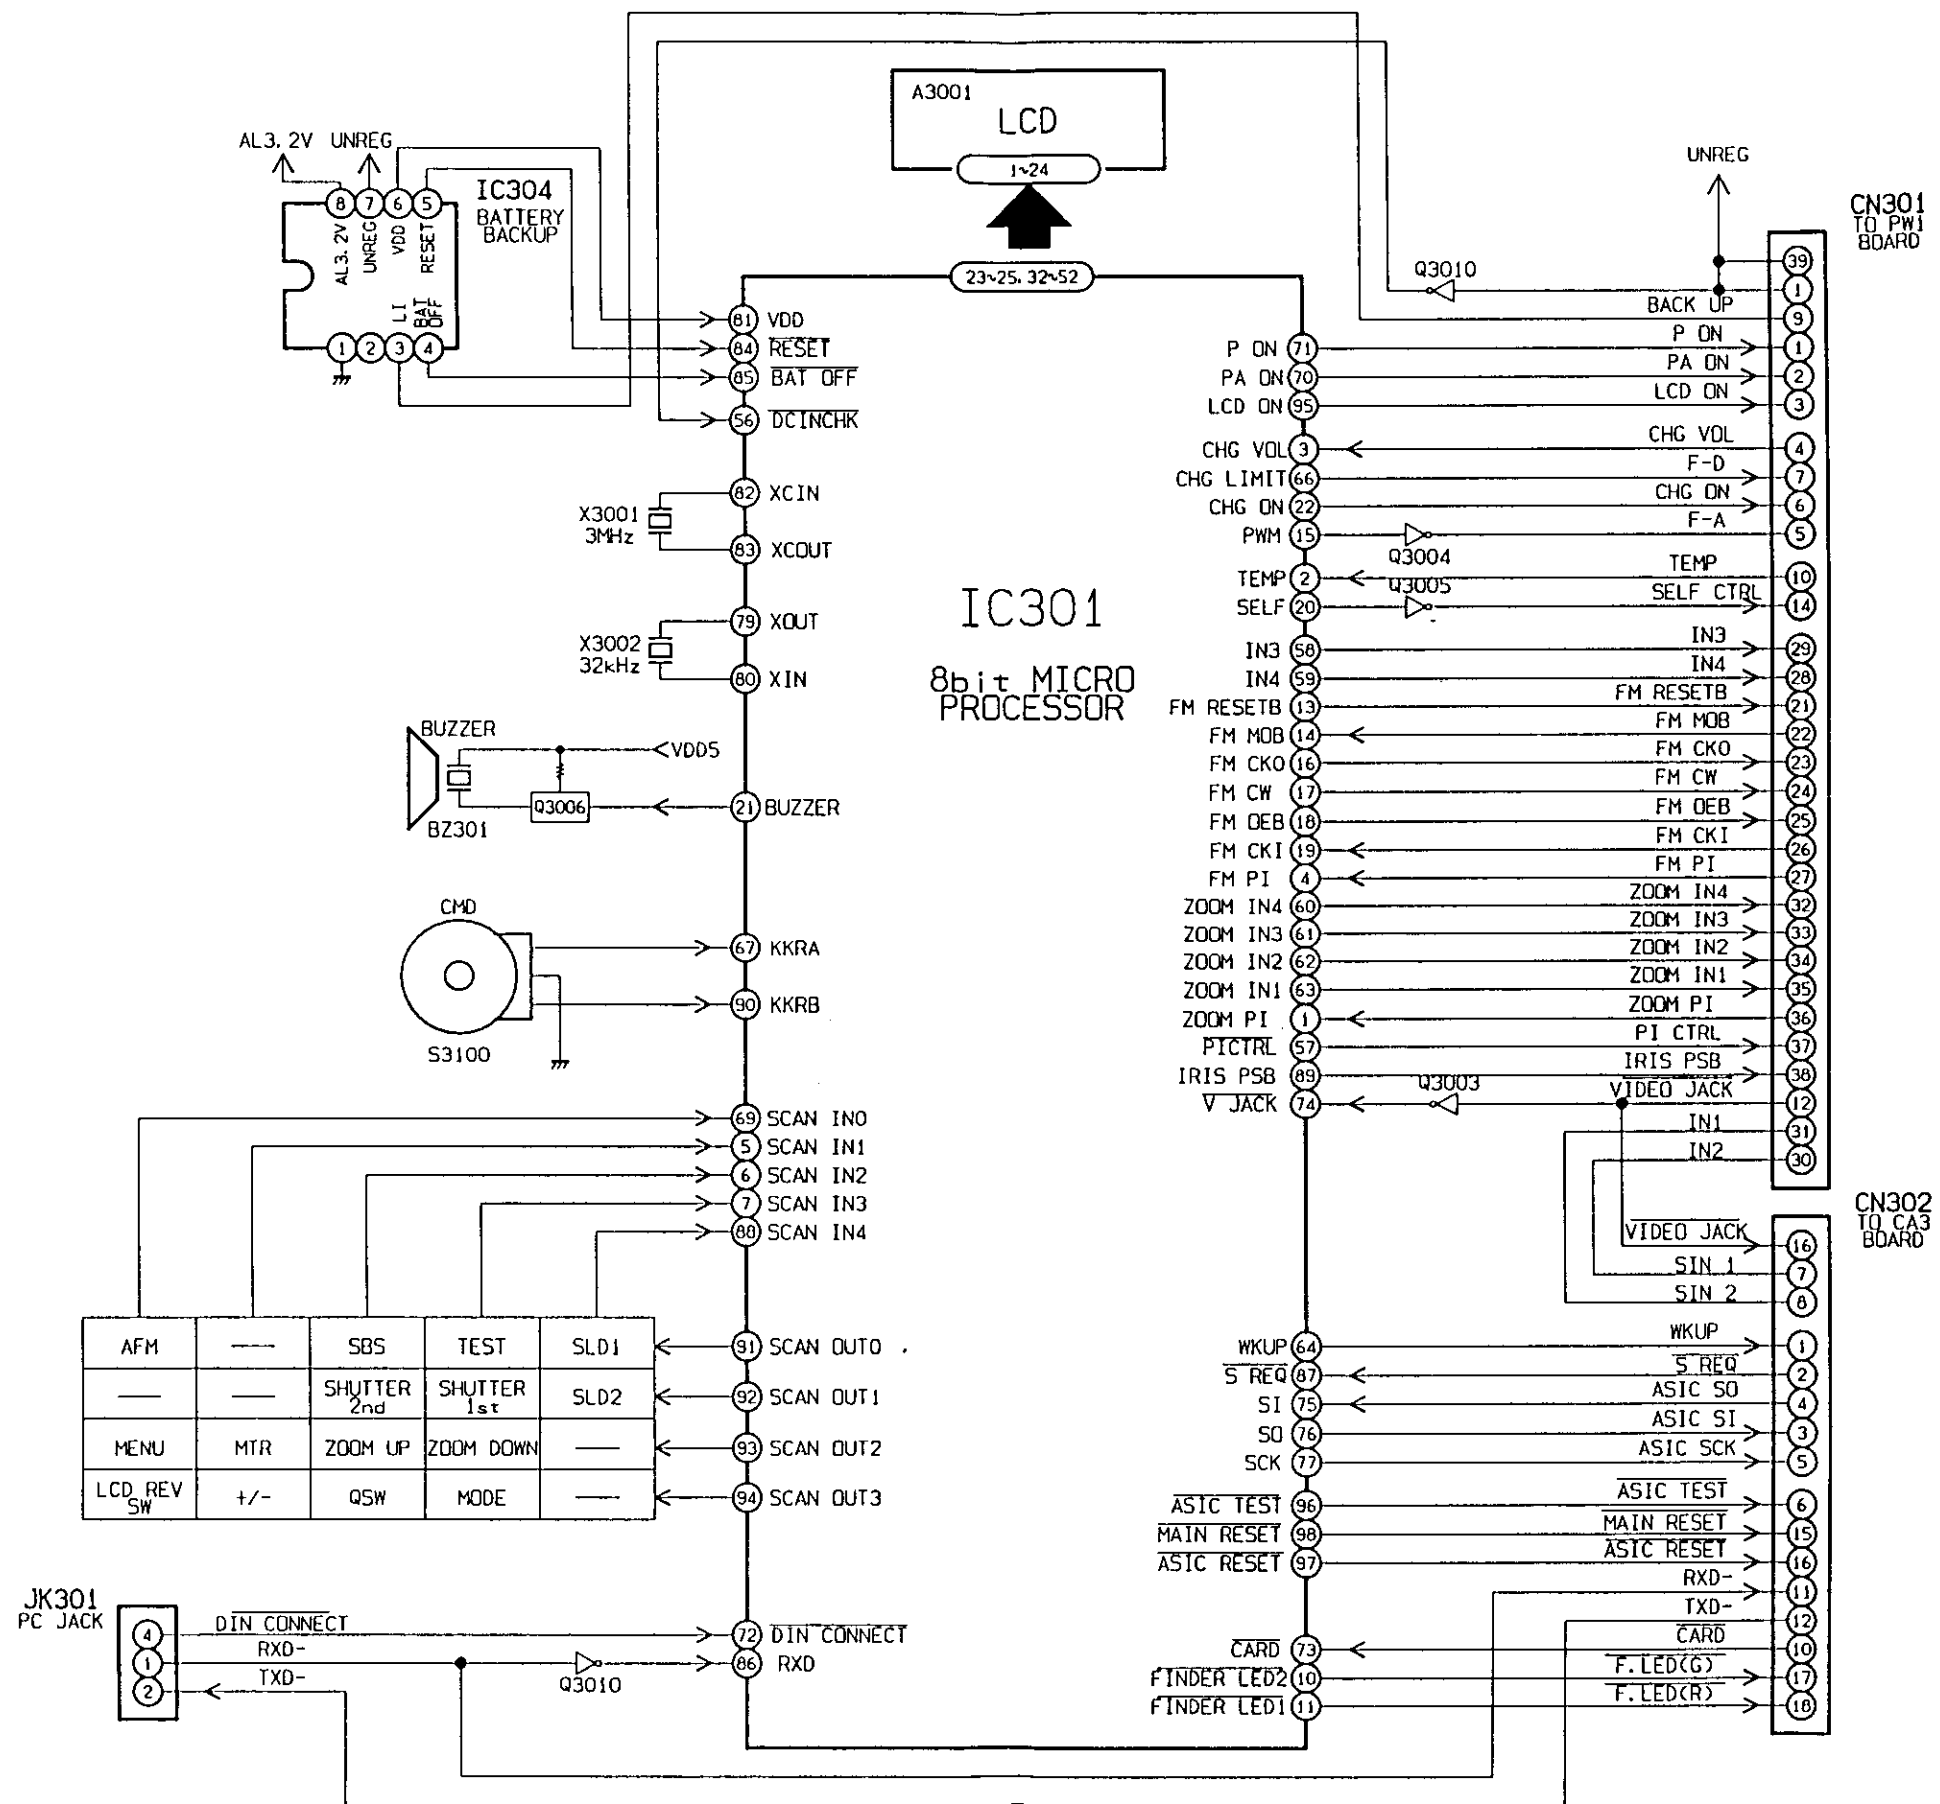 A3001
LCD
1~24
AL3.2V UNREG
IC304
BATTERY
BACKUP
8 7 6 5
AL3.2V
UNREG
VDD
RESET
LI
BAT
OFF
1 2 3 4
23~25.32~52
UNREG
CN301
TO PW1
BOARD
Q3010
39
1
BACK UP 9
81 VDD
84 RESET
85 BAT OFF
56 DCINCHK
X3001
3MHz
82 XCIN
83 XCOUT
X3002
32kHz
79 XOUT
80 XIN
BUZZER
VDD5
Q3006
BZ301
21 BUZZER
CMD
S3100
67 KKRA
90 KKRB
69 SCAN IN0
5 SCAN IN1
6 SCAN IN2
7 SCAN IN3
88 SCAN IN4
AFM — SBS TEST SLD1
91 SCAN OUT0
— — SHUTTER 2nd SHUTTER 1st SLD2
92 SCAN OUT1
MENU MTR ZOOM UP ZOOM DOWN —
93 SCAN OUT2
LCD REV SW +/- QSW MODE —
94 SCAN OUT3
JK301
PC JACK
4 DIN CONNECT 72 DIN CONNECT
1 RXD- Q3010 86 RXD
2 TXD-
IC301
8bit MICRO
PROCESSOR
P ON 71 P ON 1
PA ON 70 PA ON 2
LCD ON 95 LCD ON 3
CHG VOL 3 CHG VOL 4
CHG LIMIT 66 F-D 7
CHG ON 22 CHG ON 6
PWM 15 Q3004 F-A 5
TEMP 2 TEMP 10
SELF 20 Q3005 SELF CTRL 14
IN3 58 IN3 29
IN4 59 IN4 28
FM RESETB 13 FM RESETB 21
FM MOB 14 FM MOB 22
FM CKO 16 FM CKO 23
FM CW 17 FM CW 24
FM OEB 18 FM OEB 25
FM CKI 19 FM CKI 26
FM PI 4 FM PI 27
ZOOM IN4 60 ZOOM IN4 32
ZOOM IN3 61 ZOOM IN3 33
ZOOM IN2 62 ZOOM IN2 34
ZOOM IN1 63 ZOOM IN1 35
ZOOM PI 1 ZOOM PI 36
PICTRL 57 PI CTRL 37
IRIS PSB 89 IRIS PSB 38
V JACK 74 Q3003 VIDEO JACK 12
IN1 31
IN2 30
CN302
TO CA3
BOARD
VIDEO JACK 16
SIN 1 7
SIN 2 8
WKUP 64 WKUP 1
S REQ 87 S REQ 2
SI 75 ASIC SO 4
SO 76 ASIC SI 3
SCK 77 ASIC SCK 5
ASIC TEST 96 ASIC TEST 6
MAIN RESET 98 MAIN RESET 15
ASIC RESET 97 ASIC RESET 16
RXD- 11
TXD- 12
CARD 73 CARD 10
FINDER LED2 10 F.LED(G) 17
FINDER LED1 11 F.LED(R) 18